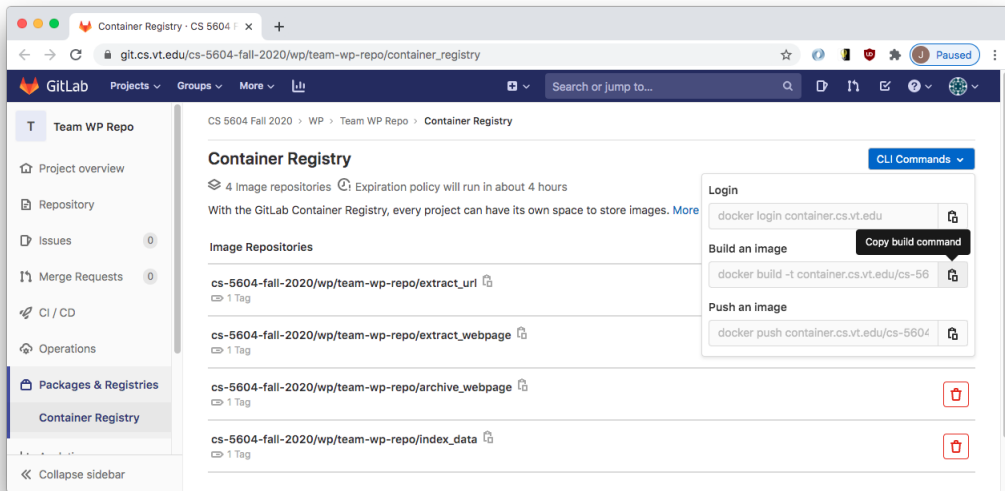 Container Registry · CS 5604 F
git.cs.vt.edu/cs-5604-fall-2020/wp/team-wp-repo/container_registry
J Paused
GitLab Projects Groups More Search or jump to...
T Team WP Repo
Project overview
Repository
Issues 0
Merge Requests 0
CI / CD
Operations
Packages & Registries
Container Registry
Collapse sidebar
CS 5604 Fall 2020 > WP > Team WP Repo > Container Registry
Container Registry
CLI Commands
4 Image repositories Expiration policy will run in about 4 hours
With the GitLab Container Registry, every project can have its own space to store images. More
Image Repositories
cs-5604-fall-2020/wp/team-wp-repo/extract_url
1 Tag
cs-5604-fall-2020/wp/team-wp-repo/extract_webpage
1 Tag
cs-5604-fall-2020/wp/team-wp-repo/archive_webpage
1 Tag
cs-5604-fall-2020/wp/team-wp-repo/index_data
1 Tag
Login
docker login container.cs.vt.edu
Copy build command
Build an image
docker build -t container.cs.vt.edu/cs-56
Push an image
docker push container.cs.vt.edu/cs-5604